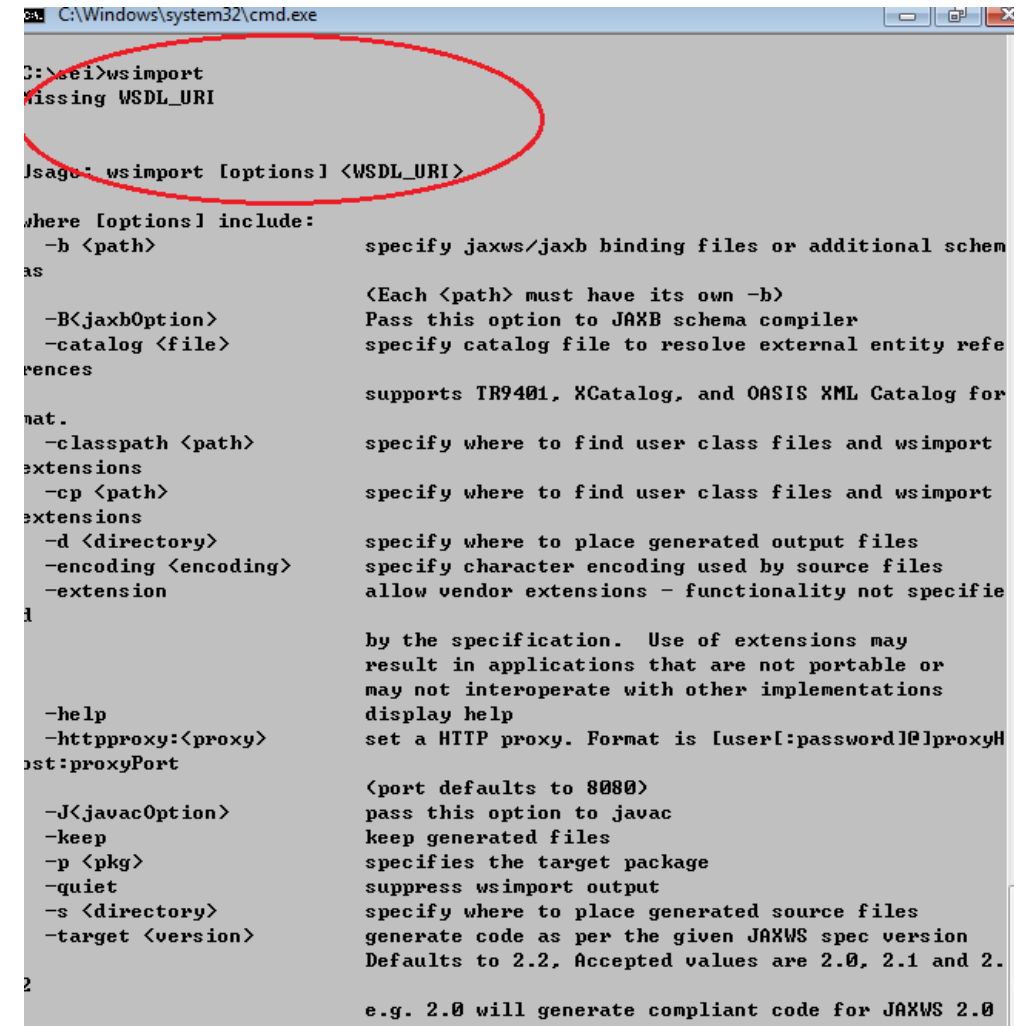 C:\Windows\system32\cmd.exe
C:\sei>wsimport
Missing WSDL_URI
Usage: wsimport [options] <WSDL_URI>
where [options] include:
-b <path> specify jaxws/jaxb binding files or additional schem
as
(Each <path> must have its own -b)
-B<jaxbOption> Pass this option to JAXB schema compiler
-catalog <file> specify catalog file to resolve external entity refe
rences
supports TR9401, XCatalog, and OASIS XML Catalog for
mat.
-classpath <path> specify where to find user class files and wsimport
extensions
-cp <path> specify where to find user class files and wsimport
extensions
-d <directory> specify where to place generated output files
-encoding <encoding> specify character encoding used by source files
-extension allow vendor extensions - functionality not specifie
d
by the specification. Use of extensions may
result in applications that are not portable or
may not interoperate with other implementations
-help display help
-httpproxy:<proxy> set a HTTP proxy. Format is [user[:password]@]proxyH
ost:proxyPort
(port defaults to 8080)
-J<javacOption> pass this option to javac
-keep keep generated files
-p <pkg> specifies the target package
-quiet suppress wsimport output
-s <directory> specify where to place generated source files
-target <version> generate code as per the given JAXWS spec version
Defaults to 2.2, Accepted values are 2.0, 2.1 and 2.
2
e.g. 2.0 will generate compliant code for JAXWS 2.0